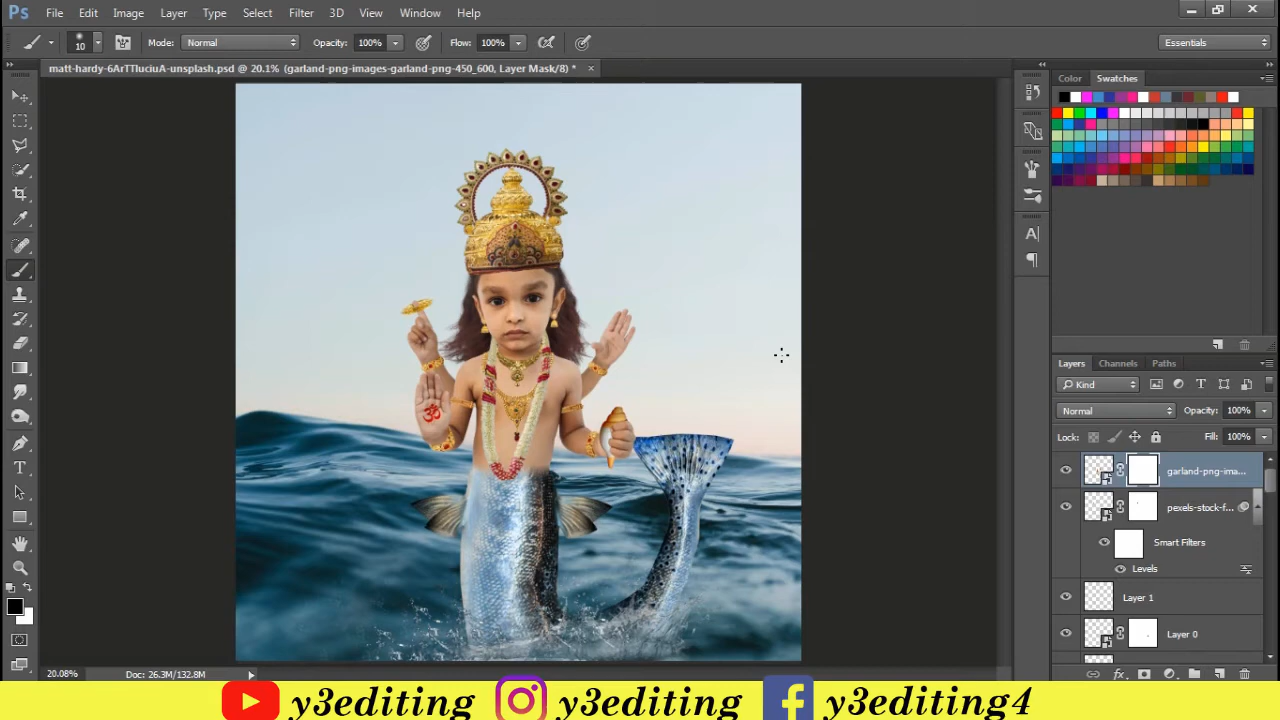 Ps File Edit Image Layer Type Select Filter 3D View Window Help
10 Mode: Normal Opacity: 100% Flow: 100% Essentials
matt-hardy-6ArTTluciuA-unsplash.psd @ 20.1% (garland-png-images-garland-png-450_600, Layer Mask/8) * ×
Color Swatches
ॐ
Layers Channels Paths
Kind
Normal Opacity: 100%
Lock: Fill: 100%
garland-png-ima...
pexels-stock-f...
Smart Filters
Levels
Layer 1
Layer 0
20.08% Doc: 26.3M/132.8M
y3editing y3editing y3editing4